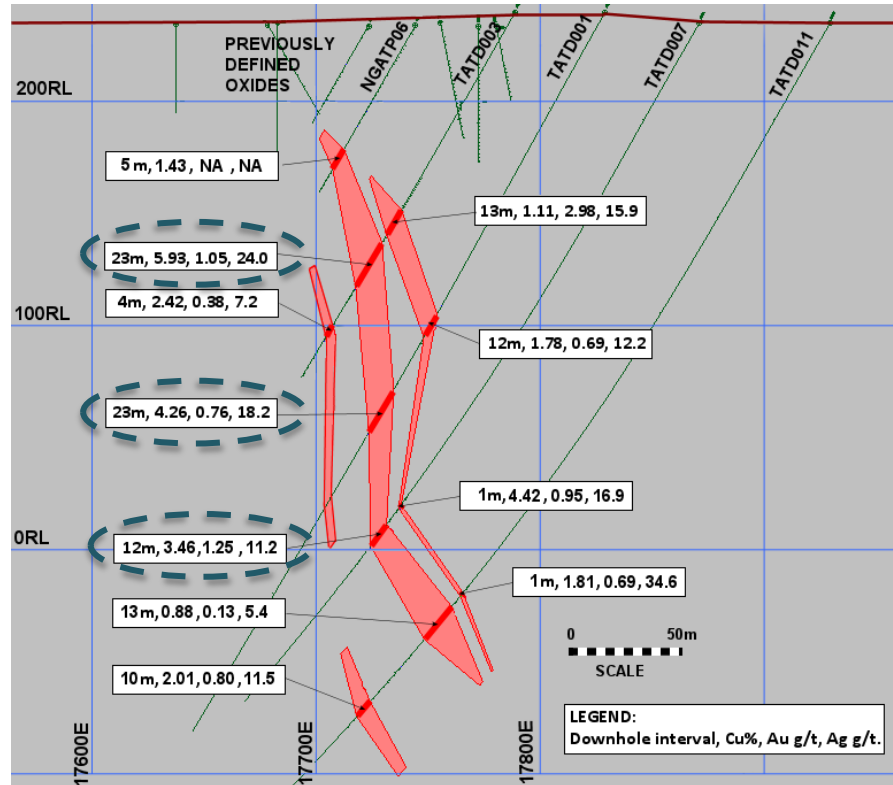 PREVIOUSLY
DEFINED
OXIDES
NGATP06
TATD003
TATD001
TATD007
TATD011
200RL
5m, 1.43, NA , NA
13m, 1.11, 2.98, 15.9
23m, 5.93, 1.05, 24.0
4m, 2.42, 0.38, 7.2
100RL
12m, 1.78, 0.69, 12.2
23m, 4.26, 0.76, 18.2
1m, 4.42, 0.95, 16.9
0RL
12m, 3.46, 1.25 , 11.2
1m, 1.81, 0.69, 34.6
13m, 0.88, 0.13, 5.4
0 50m
SCALE
10m, 2.01, 0.80, 11.5
LEGEND:
Downhole interval, Cu%, Au g/t, Ag g/t.
17600E
17700E
17800E